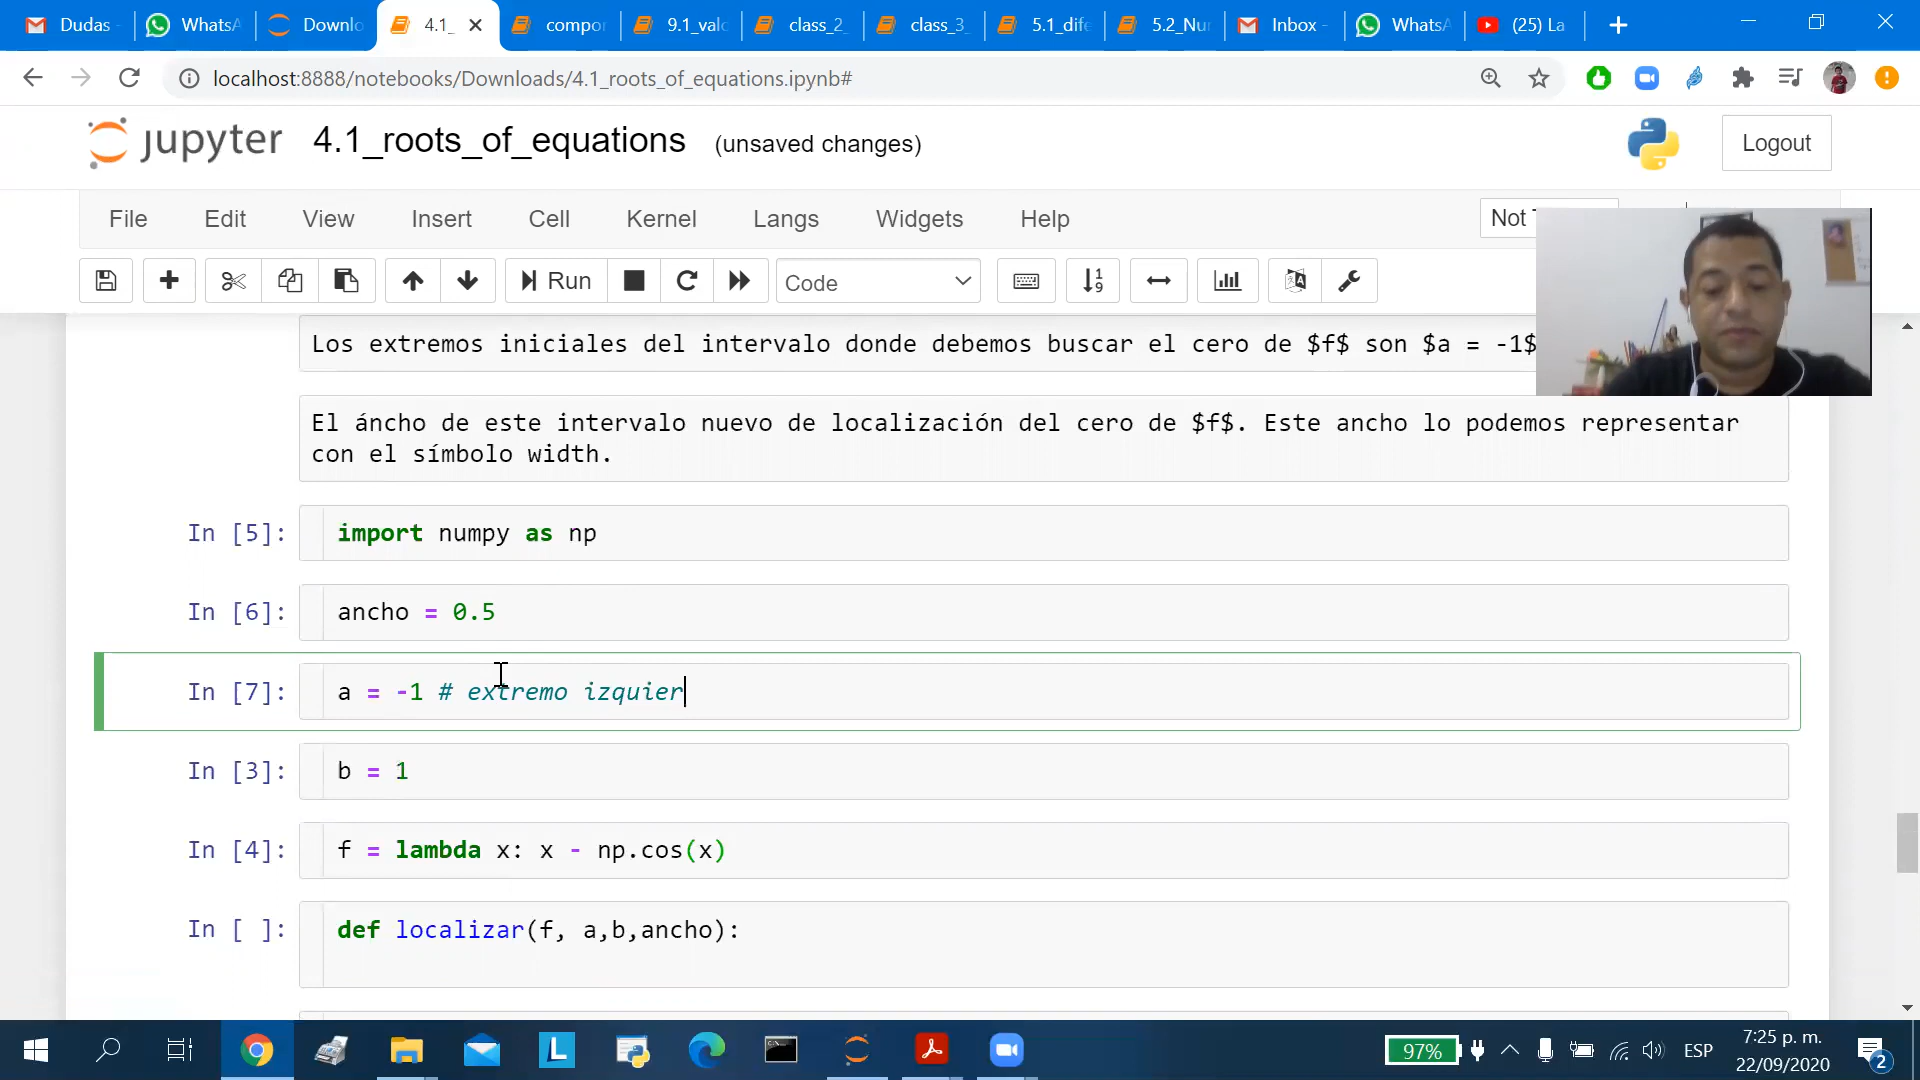 Dudas
WhatsA
Downlo
4.1_
compor
9.1_valo
class_2_
class_3_
5.1_dife
5.2_Nu
Inbox -
WhatsA
(25) La
localhost:8888/notebooks/Downloads/4.1_roots_of_equations.ipynb#
jupyter 4.1_roots_of_equations (unsaved changes)
Logout
File Edit View Insert Cell Kernel Langs Widgets Help
Not
Run Code
Los extremos iniciales del intervalo donde debemos buscar el cero de $f$ son $a = -1$
El áncho de este intervalo nuevo de localización del cero de $f$. Este ancho lo podemos representar
con el símbolo width.
In [5]: import numpy as np
In [6]: ancho = 0.5
In [7]: a = -1 # extremo izquier
In [3]: b = 1
In [4]: f = lambda x: x - np.cos(x)
In [ ]: def localizar(f, a,b,ancho):
97%
ESP
7:25 p. m.
22/09/2020
2